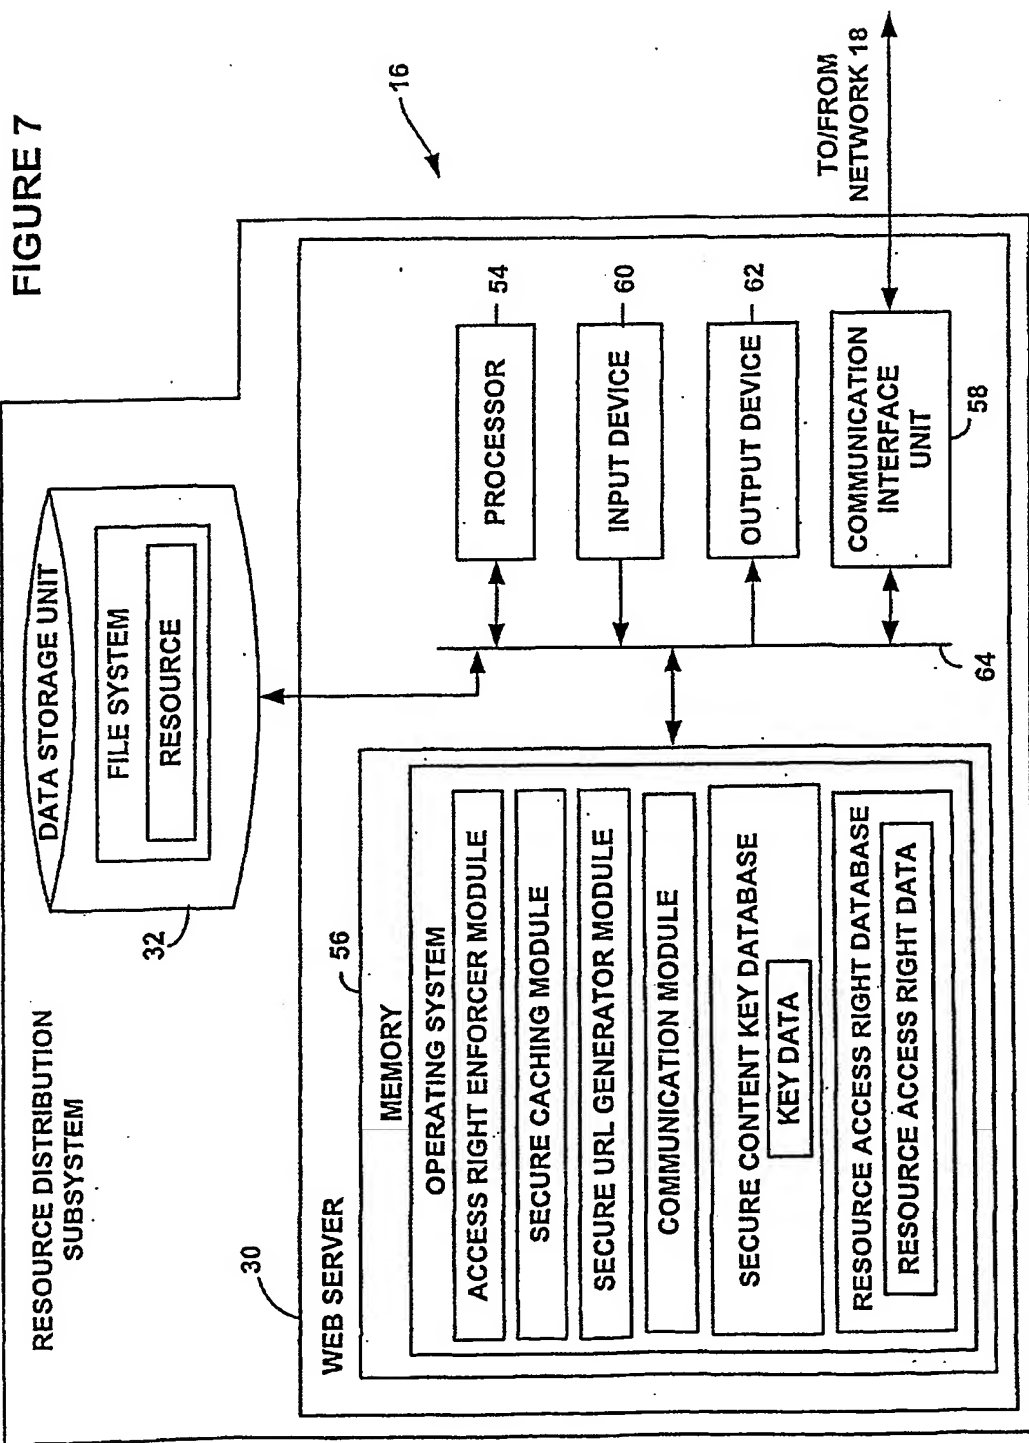 FIGURE 7
RESOURCE DISTRIBUTION
SUBSYSTEM
DATA STORAGE UNIT
FILE SYSTEM
RESOURCE
32
16
30
WEB SERVER
56
MEMORY
OPERATING SYSTEM
ACCESS RIGHT ENFORCER MODULE
SECURE CACHING MODULE
SECURE URL GENERATOR MODULE
COMMUNICATION MODULE
SECURE CONTENT KEY DATABASE
KEY DATA
RESOURCE ACCESS RIGHT DATABASE
RESOURCE ACCESS RIGHT DATA
PROCESSOR
54
INPUT DEVICE
60
OUTPUT DEVICE
62
COMMUNICATION
INTERFACE
UNIT
58
64
TO/FROM
NETWORK 18